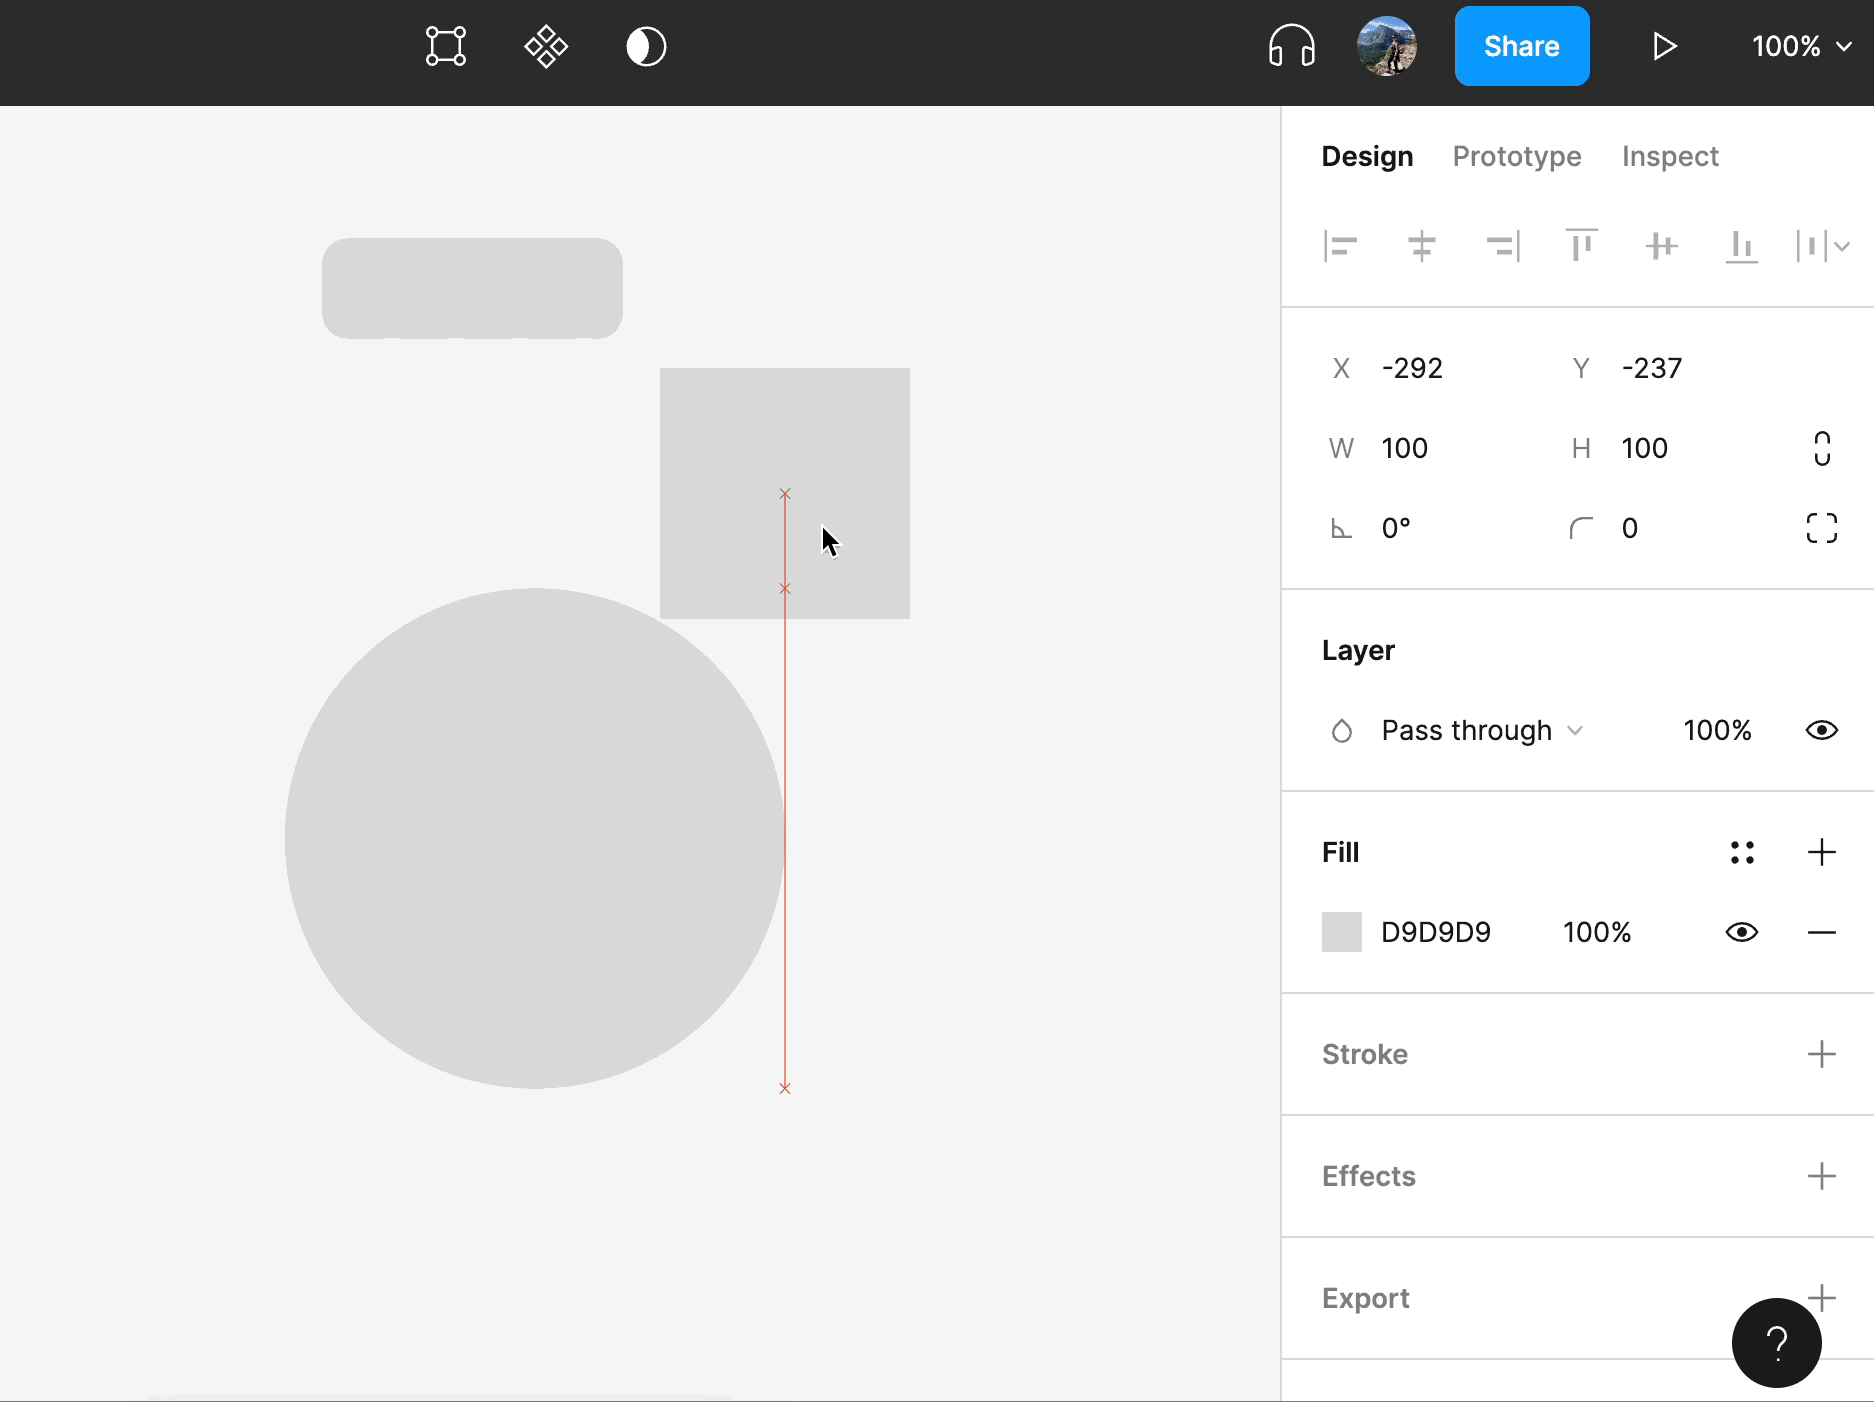 Share
100%
Design Prototype Inspect
X -292 Y -237
W 100 H 100
0° 0
Layer
Pass through 100%
Fill
D9D9D9 100%
Stroke
Effects
Export
?